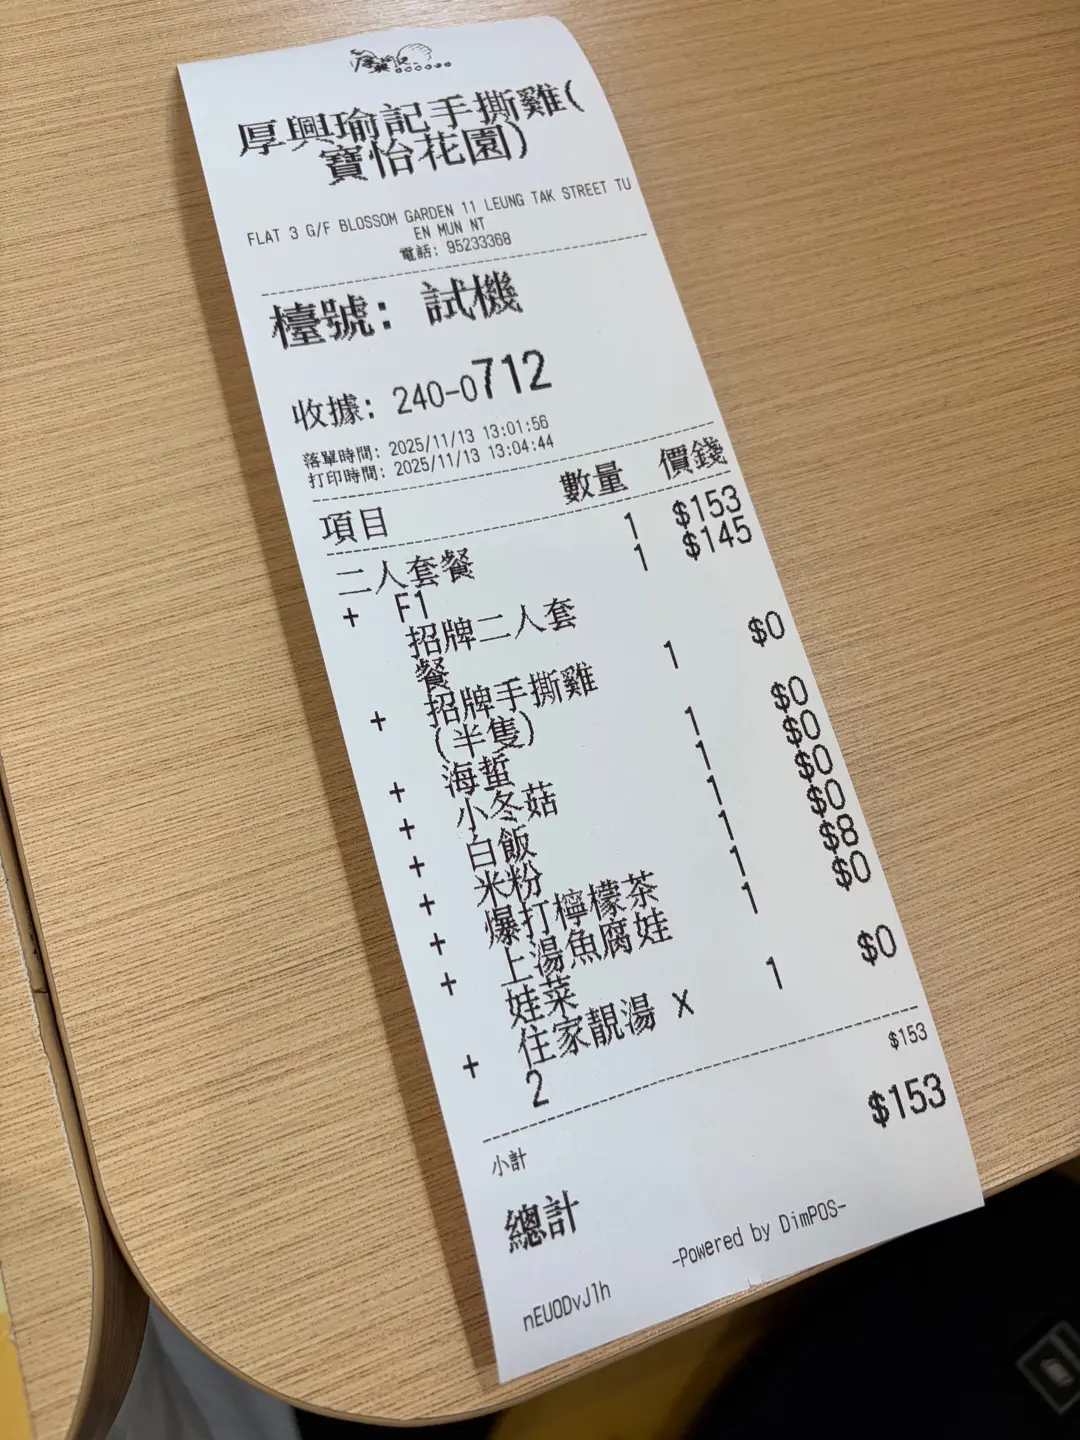 厚興瑜記手撕雞(
寶怡花園)
FLAT 3 G/F BLOSSOM GARDEN 11 LEUNG TAK STREET TU
EN MUN NT
電話: 95233368
檯號: 試機
收據: 240-0712
落單時間: 2025/11/13 13:01:56
打印時間: 2025/11/13 13:04:44
項目 數量 價錢
二人套餐 1 $153
+ F1 1 $145
招牌二人套
餐
+ 招牌手撕雞 1 $0
(半隻)
+ 海蜇 1 $0
+ 小冬菇 1 $0
+ 白飯 1 $0
+ 米粉 1 $0
+ 爆打檸檬茶 1 $8
+ 上湯魚腐娃 1 $0
娃菜
+ 住家靚湯 X 1 $0
2
小計 $153
總計 $153
-Powered by DimPOS-
nEUODvJ1h